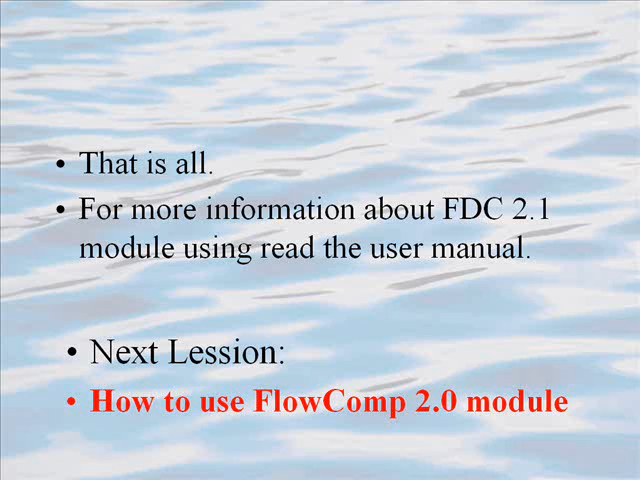 • That is all.
• For more information about FDC 2.1
module using read the user manual.
• Next Lession:
• How to use FlowComp 2.0 module